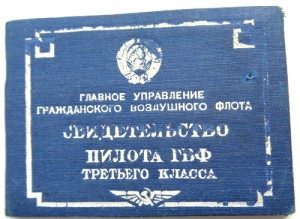 ГЛАВНОЕ УПРАВЛЕНИЕ
ГРАЖДАНСКОГО ВОЗДУШНОГО ФЛОТА
СВИДЕТЕЛЬСТВО
ПИЛОТА ГВФ
ТРЕТЬЕГО КЛАССА